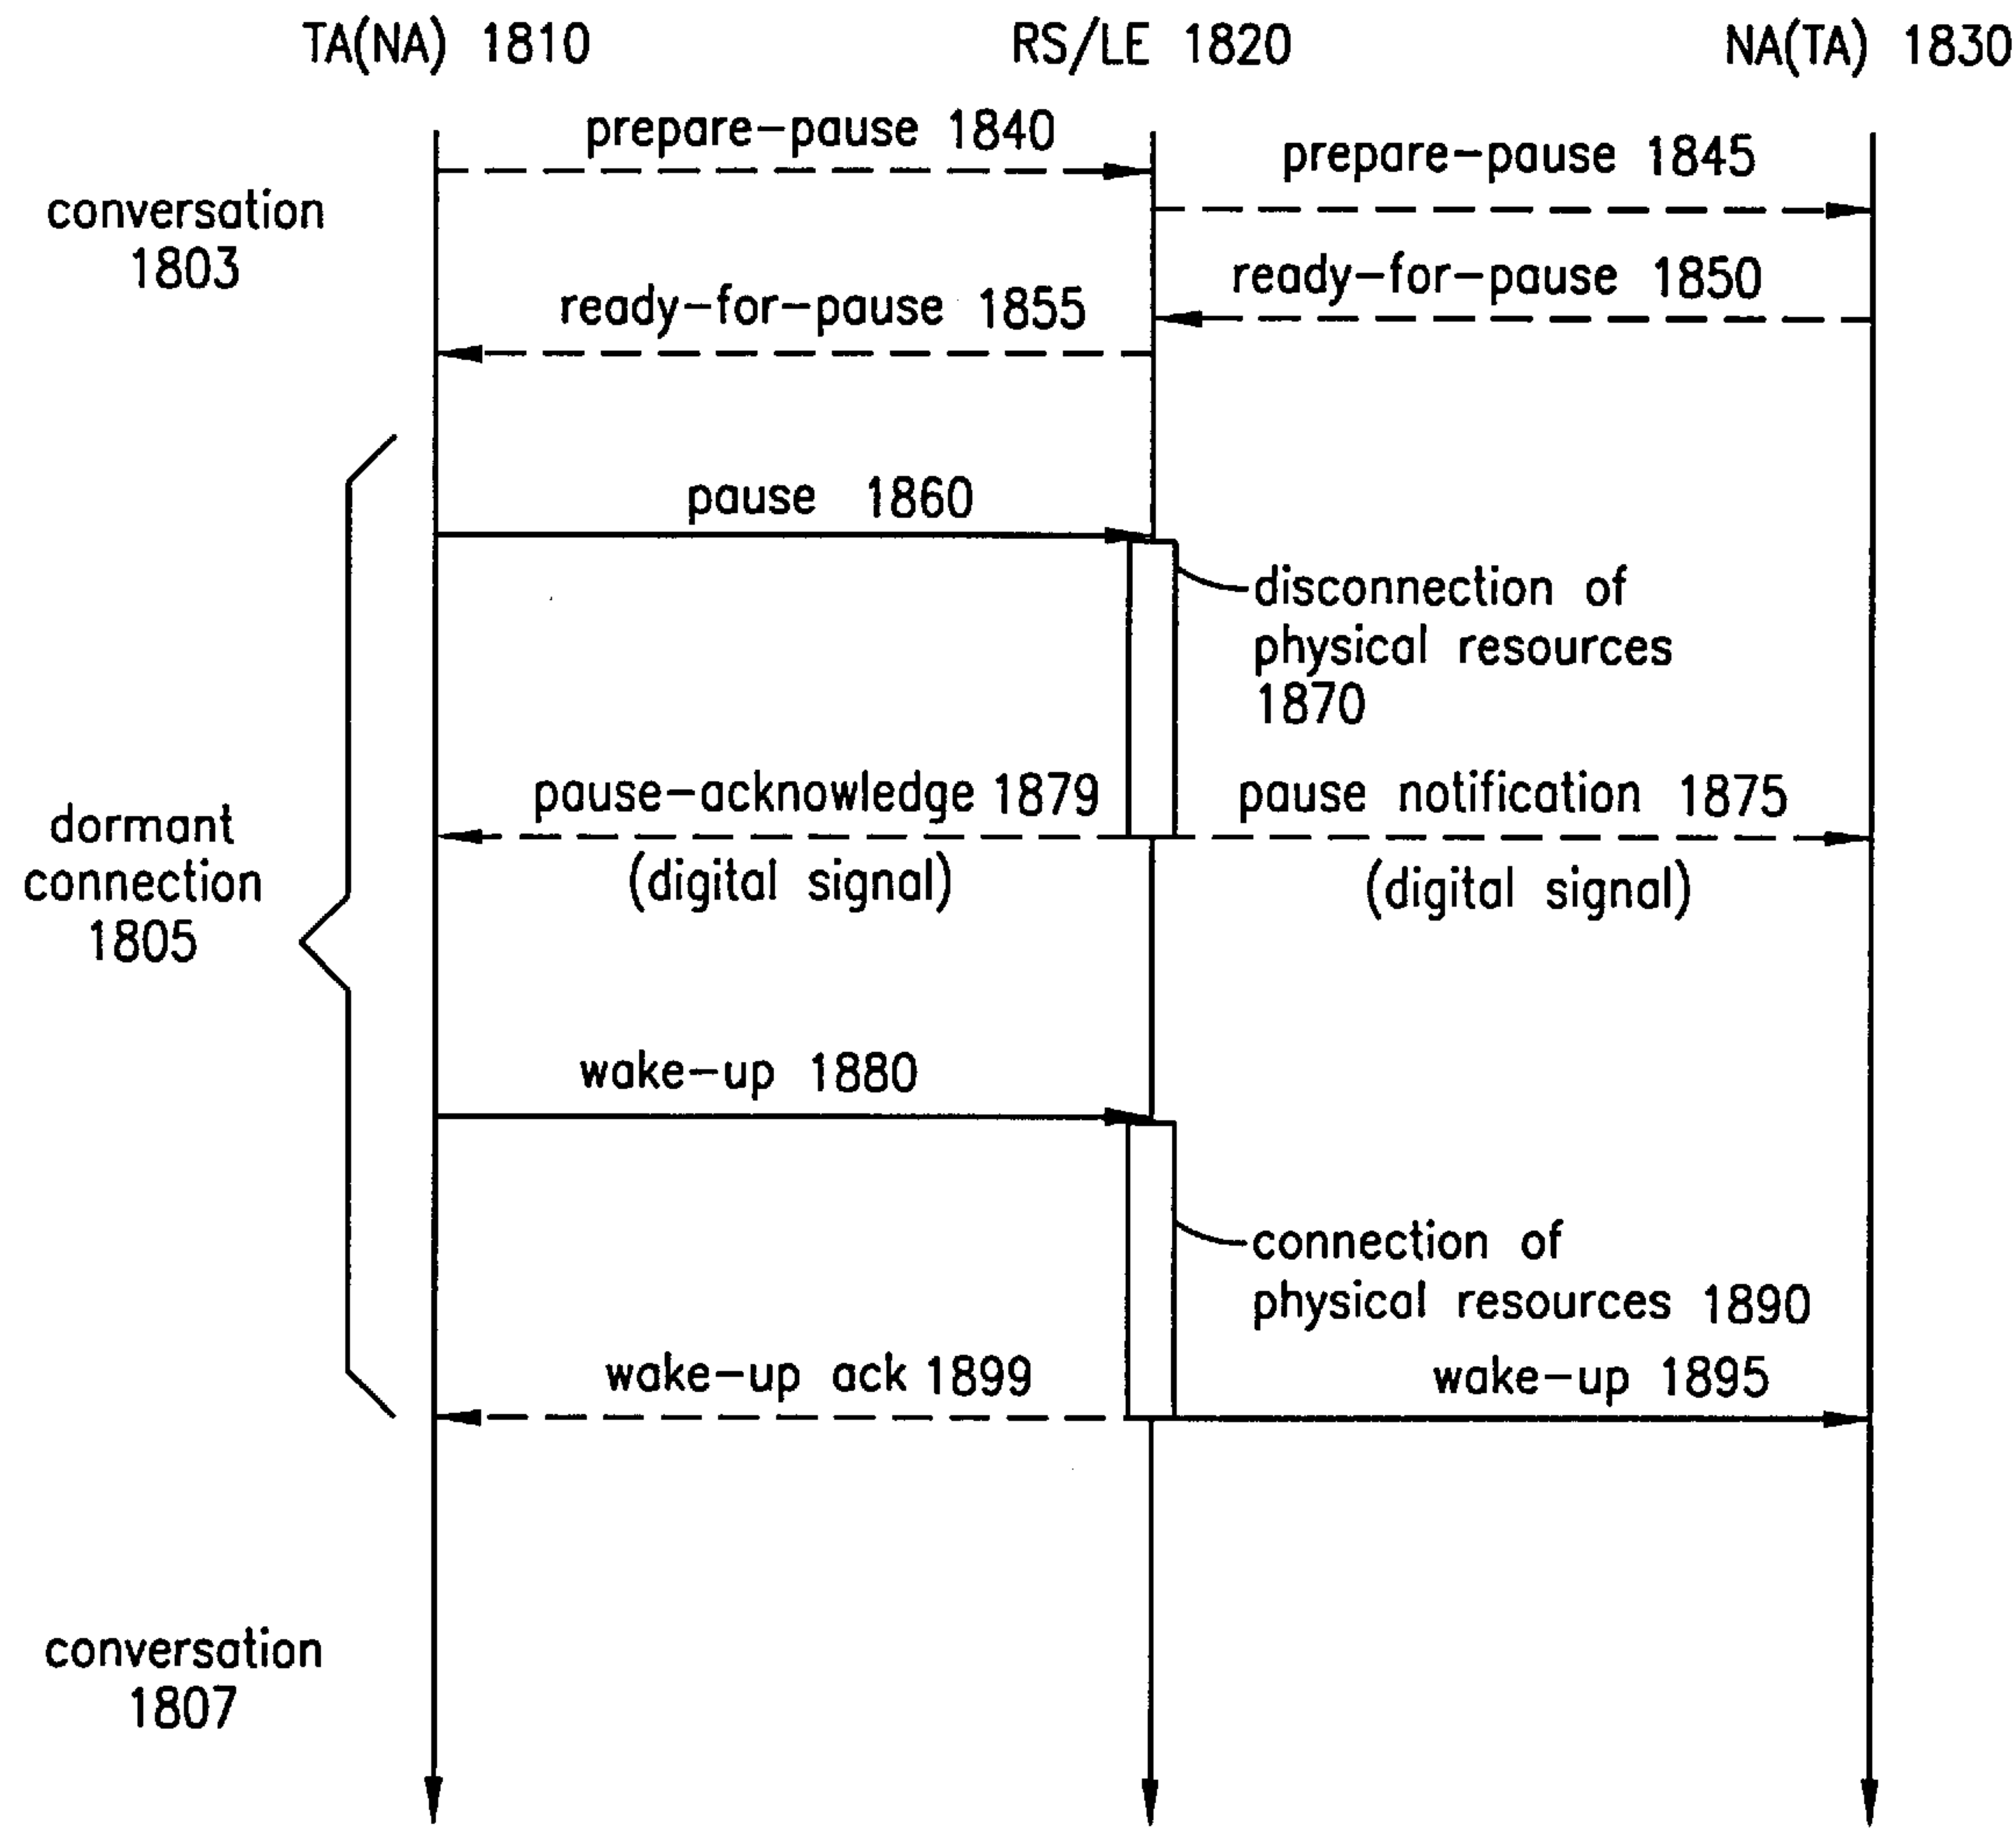 TA(NA) 1810
RS/LE 1820
NA(TA) 1830
prepare-pause 1840
prepare-pause 1845
conversation
1803
ready-for-pause 1850
ready-for-pause 1855
pause 1860
disconnection of
physical resources
1870
pause-acknowledge 1879
pause notification 1875
dormant
connection
1805
(digital signal)
(digital signal)
wake-up 1880
connection of
physical resources 1890
wake-up ack 1899
wake-up 1895
conversation
1807